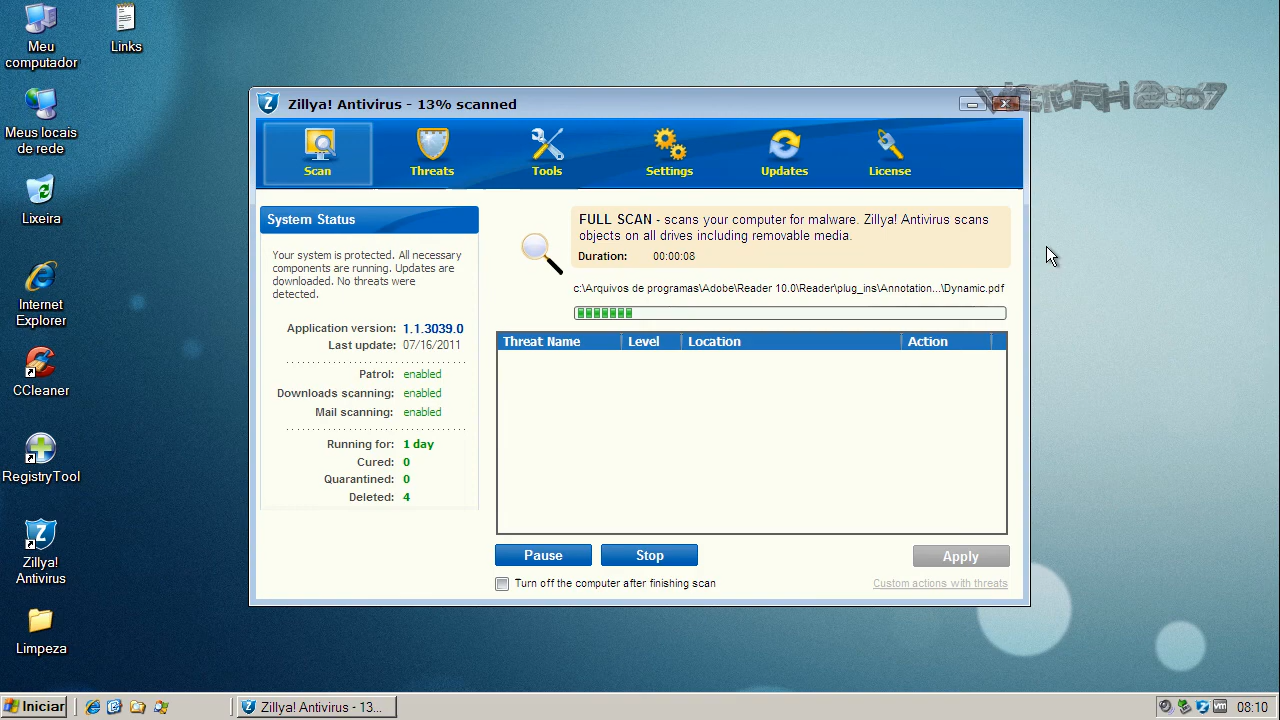 Meu
computador
Links
Meus locais
de rede
Lixeira
Internet
Explorer
CCleaner
RegistryTool
Zillya!
Antivirus
Limpeza
Zillya! Antivirus - 13% scanned
Scan
Threats
Tools
Settings
Updates
License
System Status
Your system is protected. All necessary
components are running. Updates are
downloaded. No threats were
detected.
Application version: 1.1.3039.0
Last update: 07/16/2011
Patrol: enabled
Downloads scanning: enabled
Mail scanning: enabled
Running for: 1 day
Cured: 0
Quarantined: 0
Deleted: 4
FULL SCAN - scans your computer for malware. Zillya! Antivirus scans
objects on all drives including removable media.
Duration: 00:00:08
c:\Arquivos de programas\Adobe\Reader 10.0\Reader\plug_ins\Annotation...\Dynamic.pdf
Threat Name Level Location Action
Pause Stop Apply
Turn off the computer after finishing scan
Custom actions with threats
Iniciar
Zillya! Antivirus - 13...
08:10